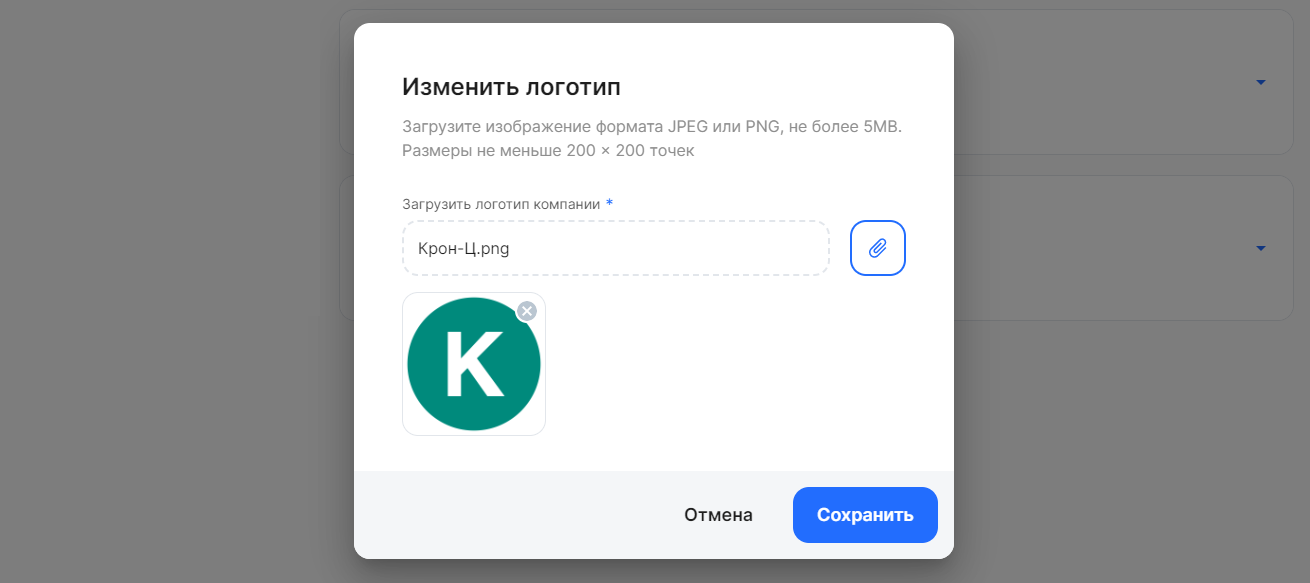 Изменить логотип
Загрузите изображение формата JPEG или PNG, не более 5MB.
Размеры не меньше 200 × 200 точек
Загрузить логотип компании *
Крон-Ц.png
К
Отмена
Сохранить